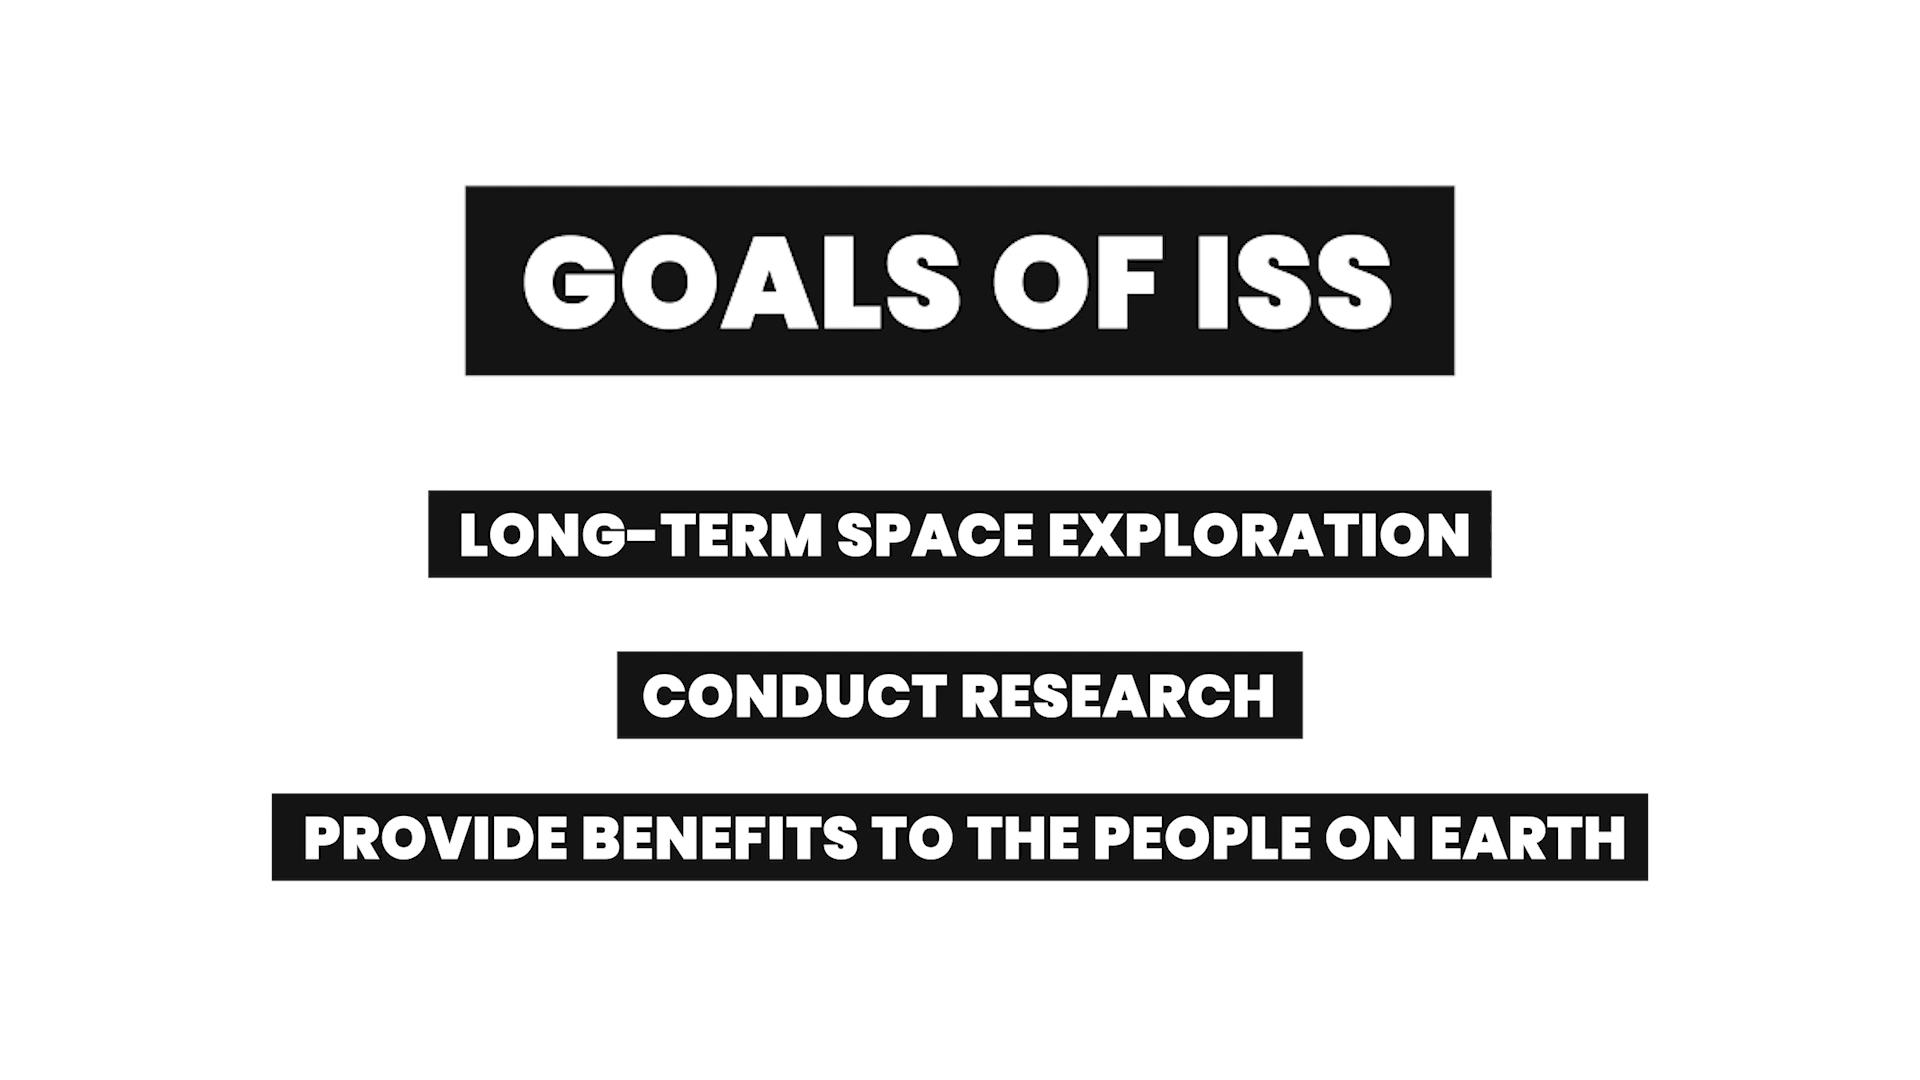 GOALS OF ISS
LONG-TERM SPACE EXPLORATION
CONDUCT RESEARCH
PROVIDE BENEFITS TO THE PEOPLE ON EARTH